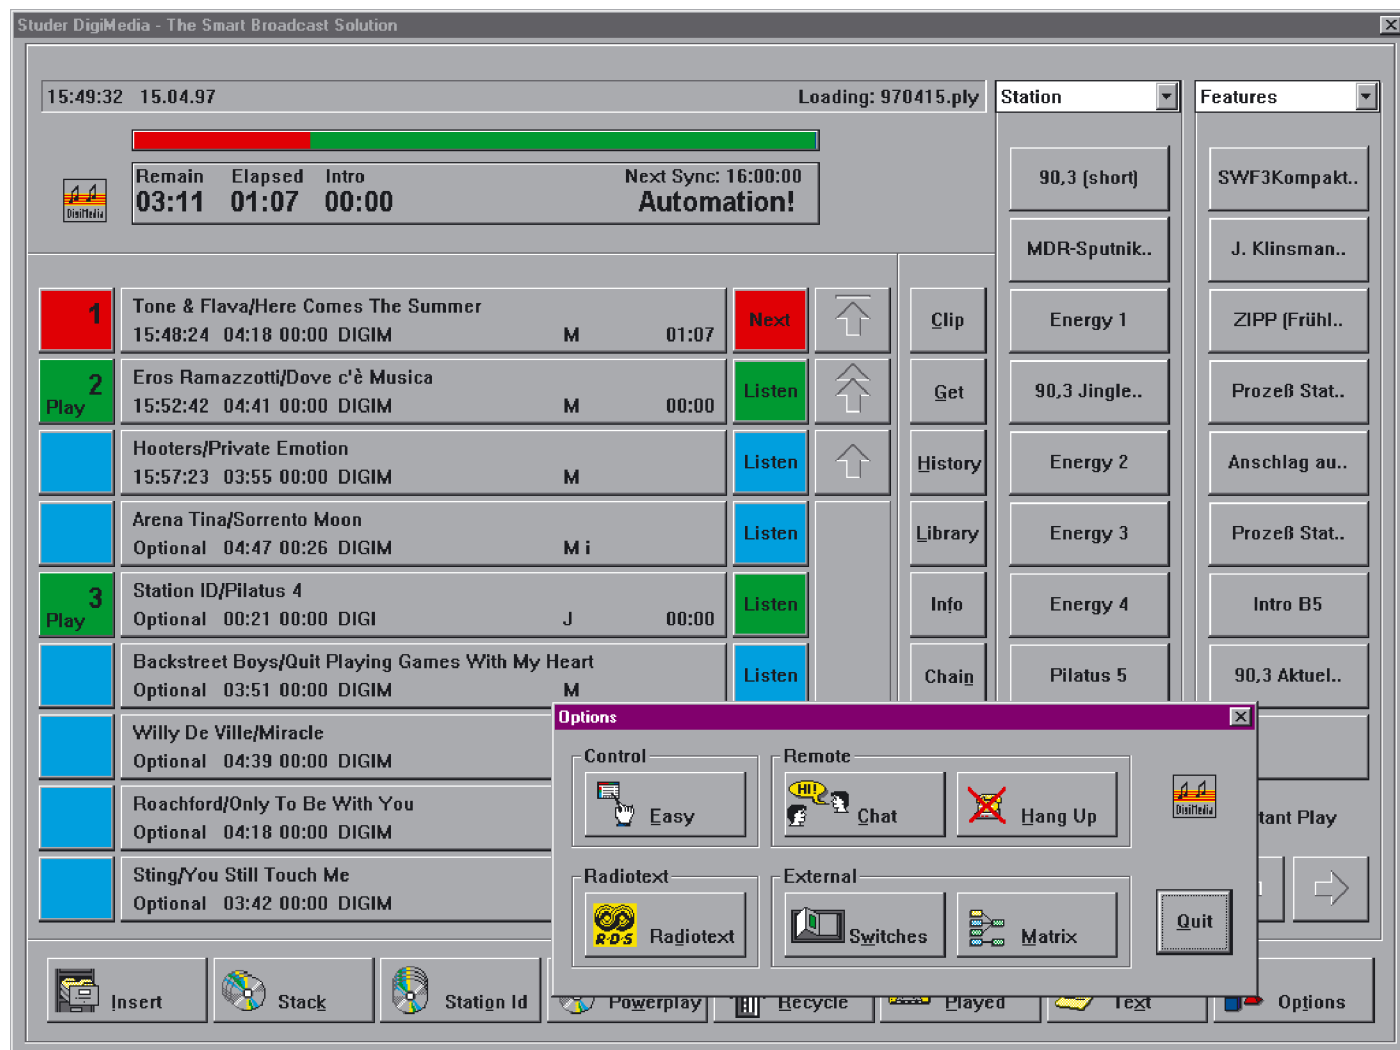 Studer DigiMedia - The Smart Broadcast Solution
15:49:32 15.04.97 Loading: 970415.ply
Station
Features
Remain Elapsed Intro Next Sync: 16:00:00
03:11 01:07 00:00 Automation!
DigiMedia
90,3 (short)
SWF3Kompakt..
MDR-Sputnik..
J. Klinsman..
1
Tone & Flava/Here Comes The Summer
15:48:24 04:18 00:00 DIGIM M 01:07
Next
Clip
Energy 1
ZIPP (Frühl..
2
Play
Eros Ramazzotti/Dove c'è Musica
15:52:42 04:41 00:00 DIGIM M 00:00
Listen
Get
90,3 Jingle..
Prozeß Stat..
Hooters/Private Emotion
15:57:23 03:55 00:00 DIGIM M
Listen
History
Energy 2
Anschlag au..
Arena Tina/Sorrento Moon
Optional 04:47 00:26 DIGIM M i
Listen
Library
Energy 3
Prozeß Stat..
3
Play
Station ID/Pilatus 4
Optional 00:21 00:00 DIGI J 00:00
Listen
Info
Energy 4
Intro B5
Backstreet Boys/Quit Playing Games With My Heart
Optional 03:51 00:00 DIGIM M
Listen
Chain
Pilatus 5
90,3 Aktuel..
Willy De Ville/Miracle
Optional 04:39 00:00 DIGIM
Roachford/Only To Be With You
Optional 04:18 00:00 DIGIM
Sting/You Still Touch Me
Optional 03:42 00:00 DIGIM
Options
Control
Easy
Remote
HI!
Chat
Hang Up
DigiMedia
tant Play
Radiotext
RDS
Radiotext
External
Switches
Matrix
Quit
Insert
Stack
Station Id
Powerplay
Recycle
Played
Text
Options